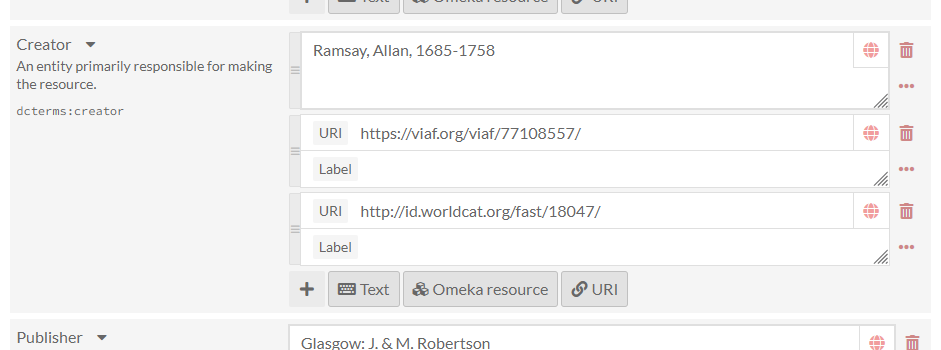 Text Omeka resource URI
Creator
An entity primarily responsible for making
the resource.
dcterms:creator
Ramsay, Allan, 1685-1758
URI https://viaf.org/viaf/77108557/
Label
URI http://id.worldcat.org/fast/18047/
Label
+ Text Omeka resource URI
Publisher
Glasgow: J. & M. Robertson